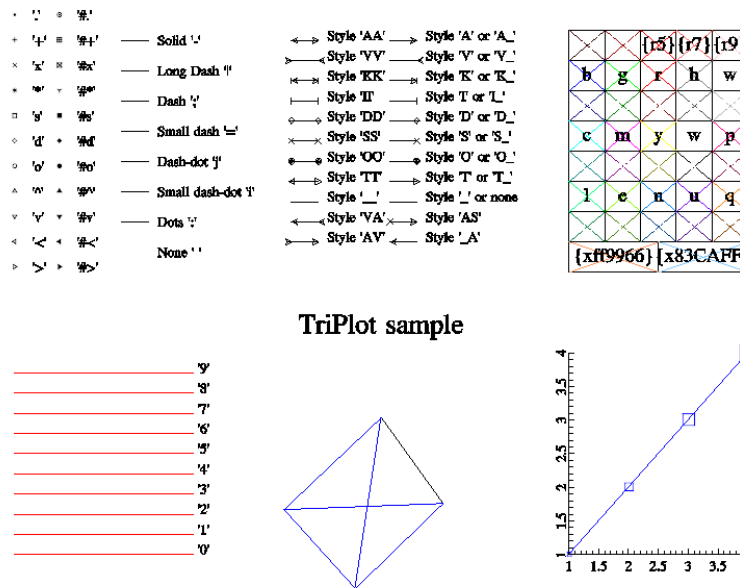 '.' '#.'
'+' '#+'
'x' '#x'
'*' '#*'
's' '#s'
'd' '#d'
'o' '#o'
'^' '#^'
'v' '#v'
'<' '#<'
'>' '#>'
Solid '-'
Long Dash '|'
Dash ';'
Small dash '='
Dash-dot 'j'
Small dash-dot 'i'
Dots ':'
None ' '
Style 'AA' Style 'A' or 'A_'
Style 'VV' Style 'V' or 'V_'
Style 'KK' Style 'K' or 'K_'
Style 'II' Style 'I' or 'I_'
Style 'DD' Style 'D' or 'D_'
Style 'SS' Style 'S' or 'S_'
Style 'OO' Style 'O' or 'O_'
Style 'TT' Style 'T' or 'T_'
Style '__' Style '_' or none
Style 'VA' Style 'AS'
Style 'AV' Style '_A'
{r5} {r7} {r9
b g r h w
c m y w p
l e n u q
{xff9966} {x83CAFF
TriPlot sample
'9'
'8'
'7'
'6'
'5'
'4'
'3'
'2'
'1'
'0'
4
3.5
3
2.5
2
1.5
1
1 1.5 2 2.5 3 3.5